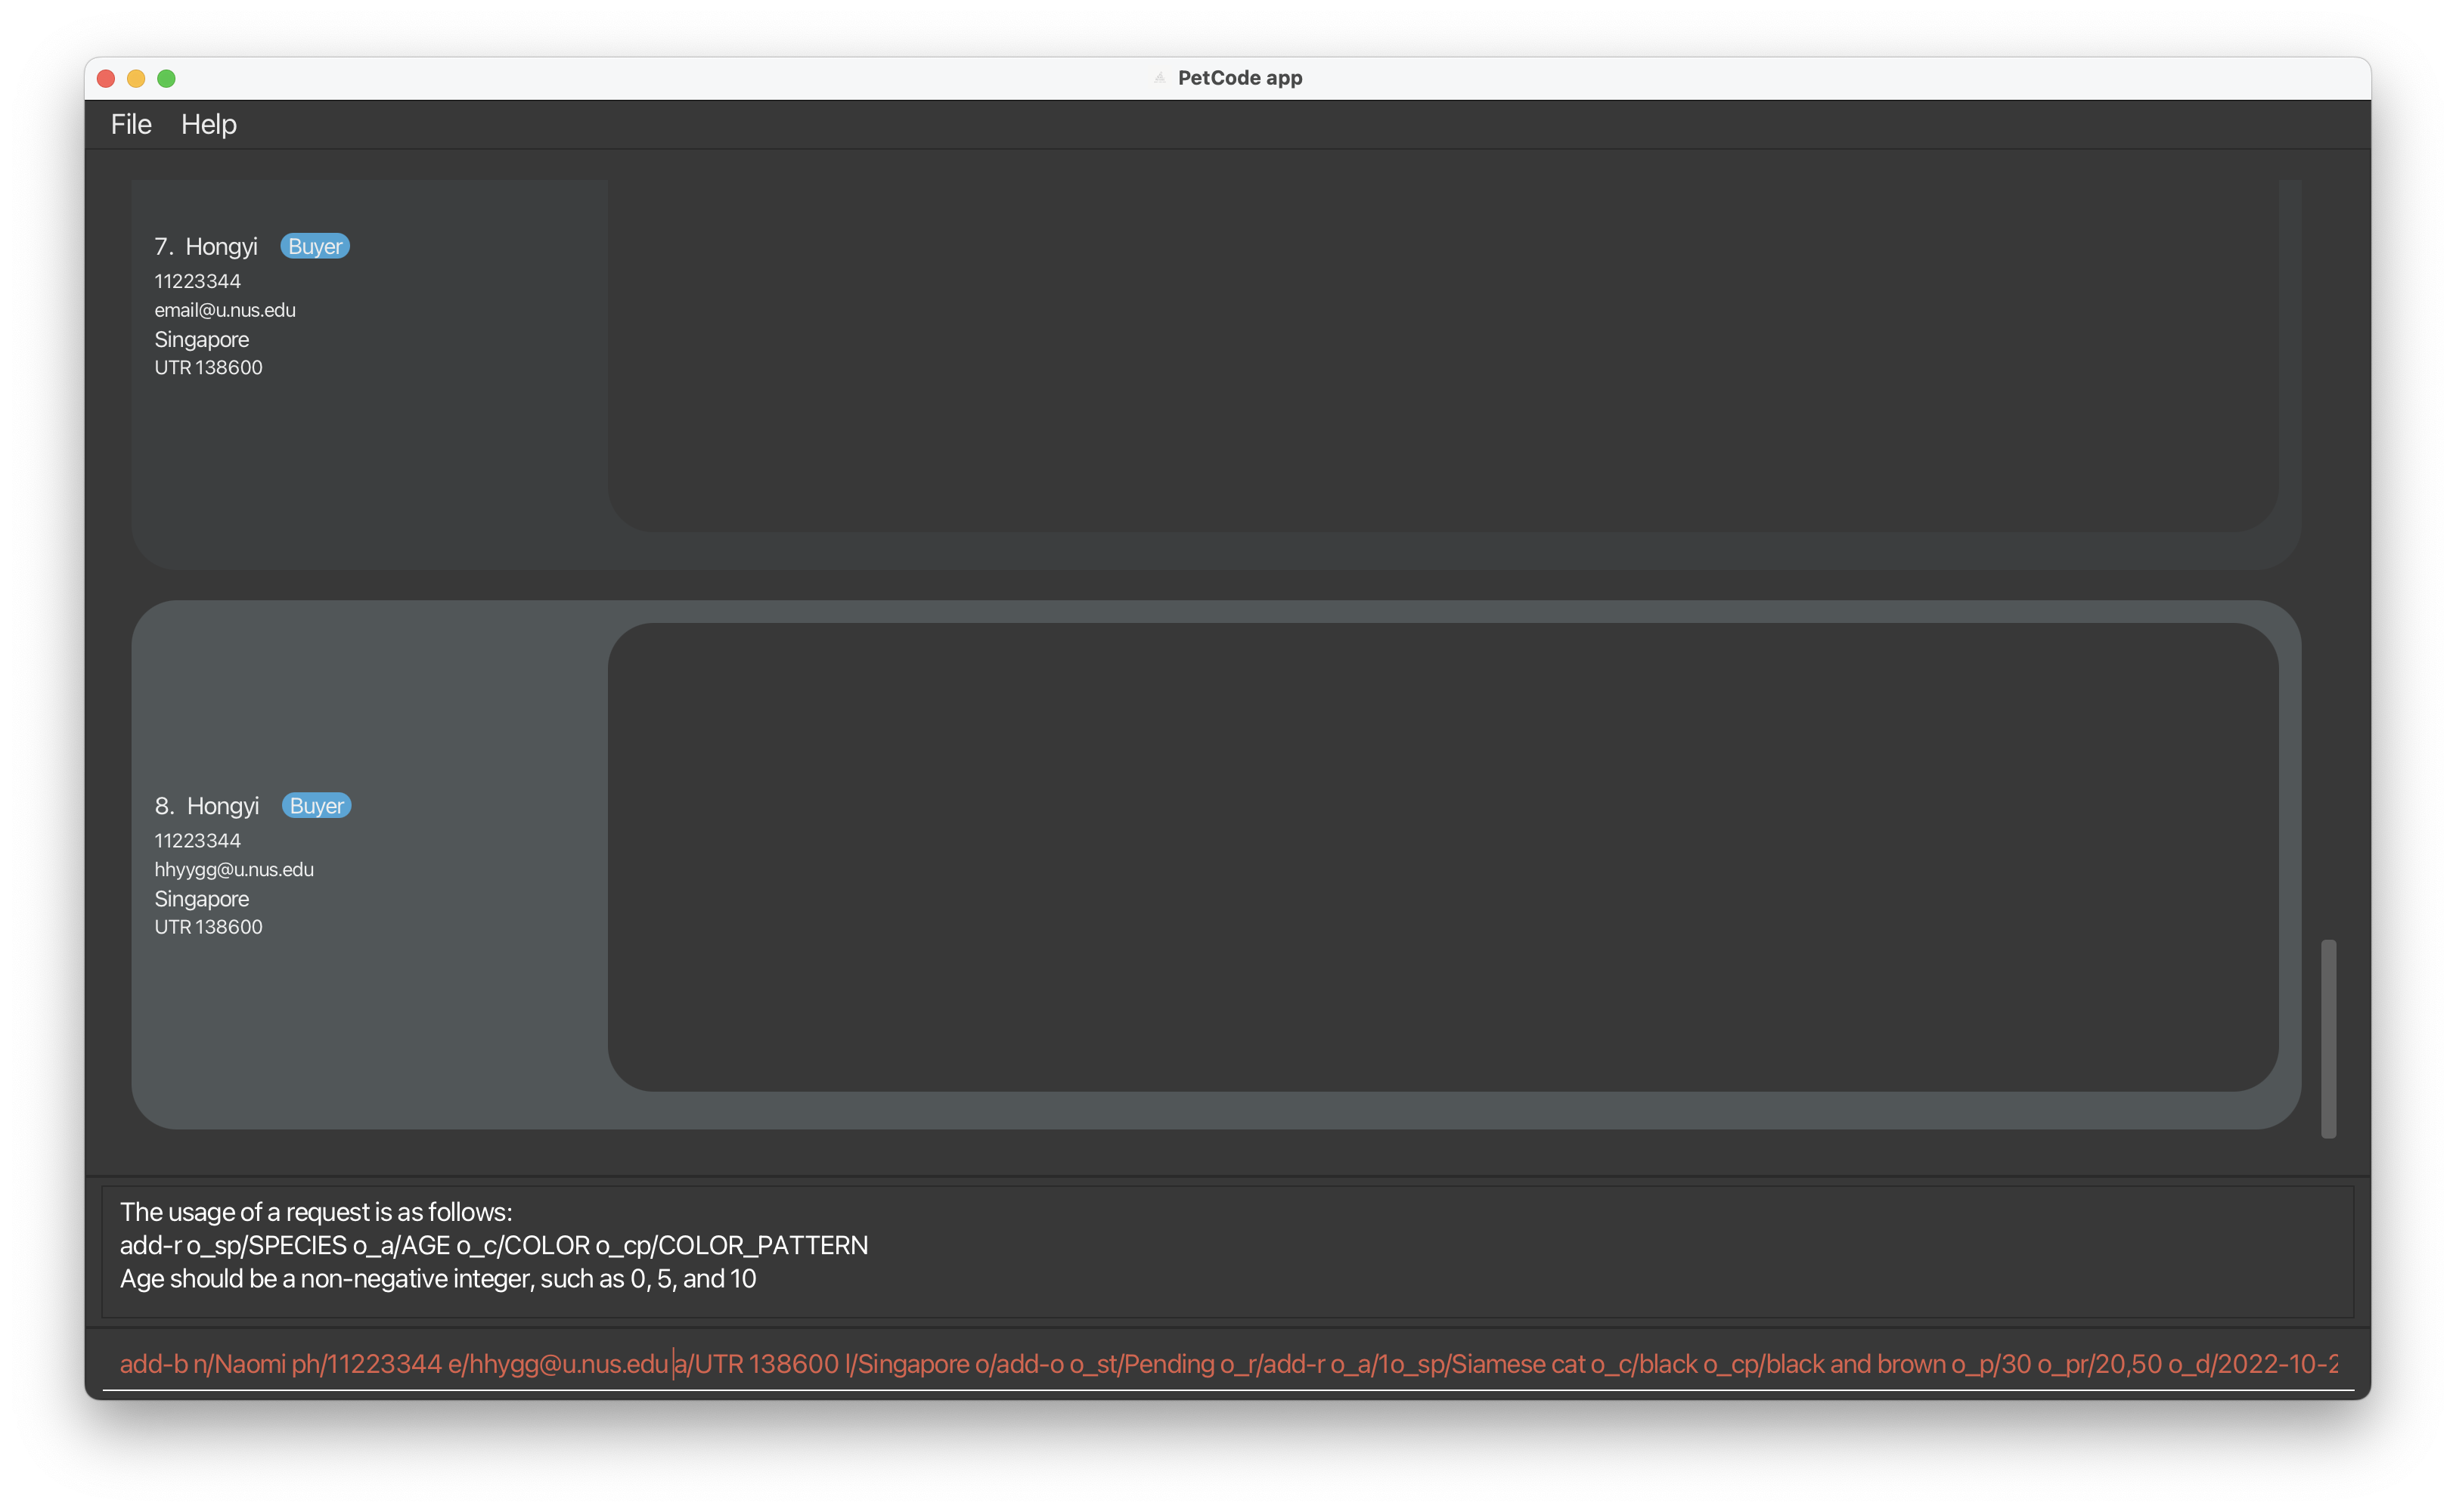 PetCode app
File Help
7. Hongyi Buyer
11223344
email@u.nus.edu
Singapore
UTR 138600
8. Hongyi Buyer
11223344
hhyygg@u.nus.edu
Singapore
UTR 138600
The usage of a request is as follows:
add-r o_sp/SPECIES o_a/AGE o_c/COLOR o_cp/COLOR_PATTERN
Age should be a non-negative integer, such as 0, 5, and 10
add-b n/Naomi ph/11223344 e/hhygg@u.nus.edu a/UTR 138600 l/Singapore o/add-o o_st/Pending o_r/add-r o_a/1o_sp/Siamese cat o_c/black o_cp/black and brown o_p/30 o_pr/20,50 o_d/2022-10-2